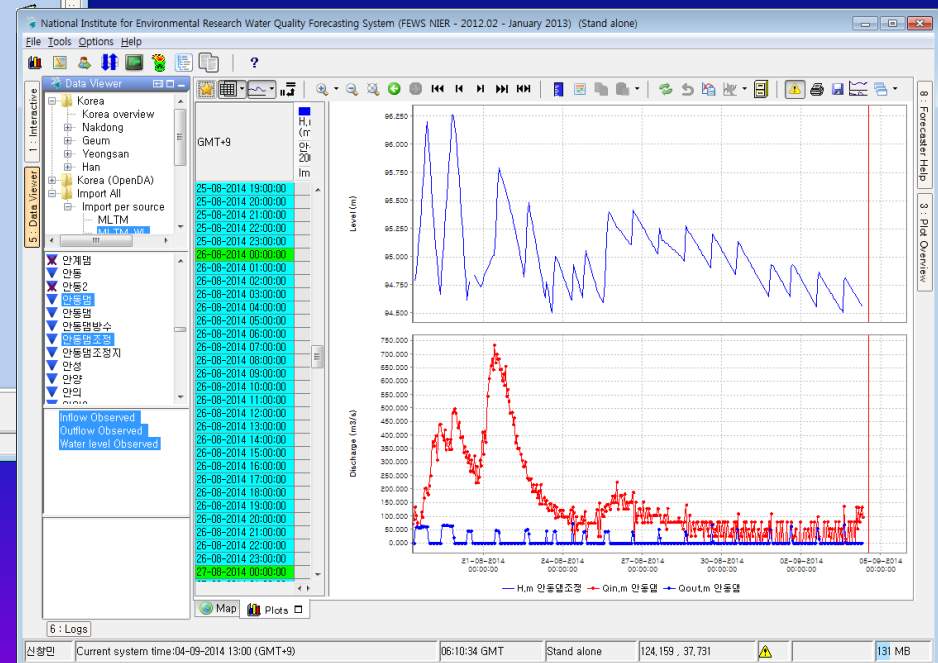 National Institute for Environmental Research Water Quality Forecasting System (FEWS NIER - 2012.02 - January 2013) (Stand alone)
File Tools Options Help
?
1 : Interactive
5 : Data Viewer
Data Viewer
Korea
Korea overview
Nakdong
Geum
Yeongsan
Han
Korea (OpenDA)
Import All
Import per source
MLTM
MLTM_WL
안계댐
안동
안동2
안동댐
안동댐
안동댐방수
안동댐조정
안동댐조정지
안성
안양
안의
Inflow Observed
Outflow Observed
Water level Observed
GMT+9
25-08-2014 19:00:00
25-08-2014 20:00:00
25-08-2014 21:00:00
25-08-2014 22:00:00
25-08-2014 23:00:00
26-08-2014 00:00:00
26-08-2014 01:00:00
26-08-2014 02:00:00
26-08-2014 03:00:00
26-08-2014 04:00:00
26-08-2014 05:00:00
26-08-2014 06:00:00
26-08-2014 07:00:00
26-08-2014 08:00:00
26-08-2014 09:00:00
26-08-2014 10:00:00
26-08-2014 11:00:00
26-08-2014 12:00:00
26-08-2014 13:00:00
26-08-2014 14:00:00
26-08-2014 15:00:00
26-08-2014 16:00:00
26-08-2014 17:00:00
26-08-2014 18:00:00
26-08-2014 19:00:00
26-08-2014 20:00:00
26-08-2014 21:00:00
26-08-2014 22:00:00
26-08-2014 23:00:00
27-08-2014 00:00:00
Map
Plots
Level (m)
96.250
96.000
95.750
95.500
95.250
95.000
94.750
94.500
Discharge (m3/s)
750.000
700.000
650.000
600.000
550.000
500.000
450.000
400.000
350.000
300.000
250.000
200.000
150.000
100.000
50.000
0.000
21-08-2014 24-08-2014 27-08-2014 30-08-2014 02-09-2014 05-09-2014
00:00:00 00:00:00 00:00:00 00:00:00 00:00:00 00:00:00
H,m 안동댐조정 Qin,m 안동댐 Qout,m 안동댐
8 : Forecaster Help
3 : Plot Overview
6 : Logs
신창민 Current system time:04-09-2014 13:00 (GMT+9) 06:10:34 GMT Stand alone 124,159 , 37,731 131 MB